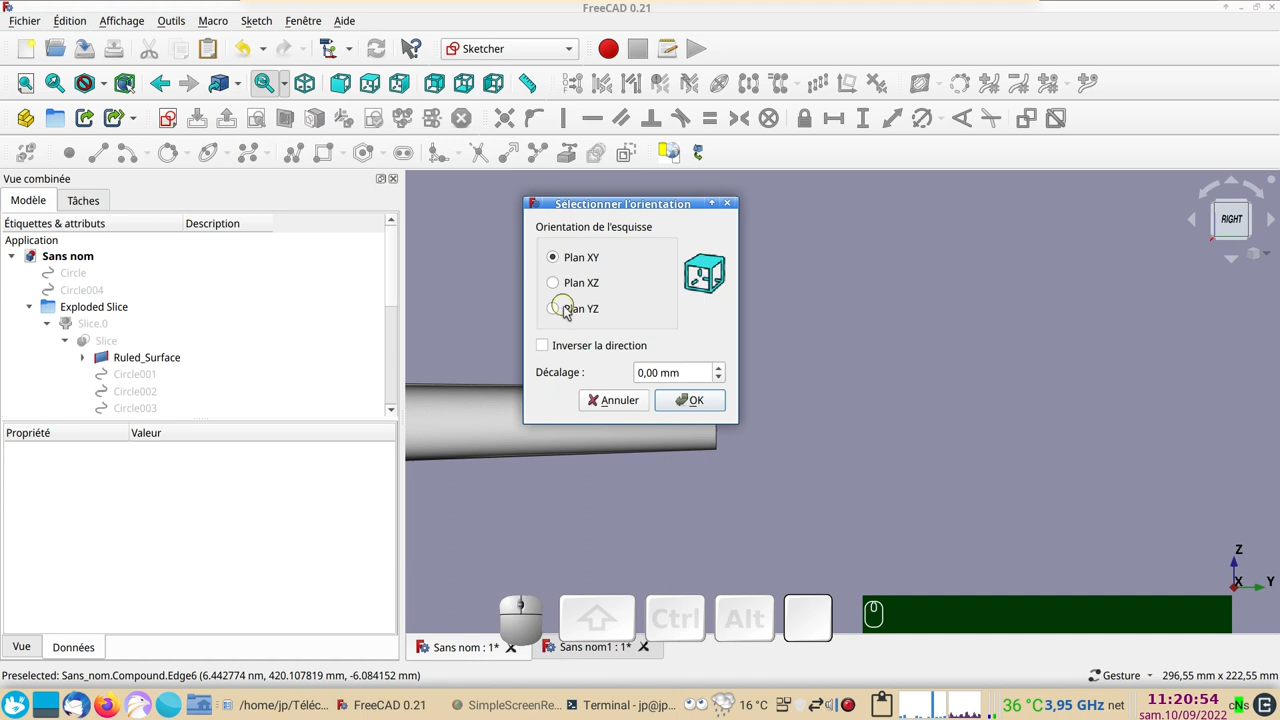 FreeCAD 0.21
Fichier Édition Affichage Outils Macro Sketch Fenêtre Aide
Sketcher
Vue combinée
Modèle Tâches
Étiquettes & attributs Description
Application
Sans nom
Circle
Circle004
Exploded Slice
Slice.0
Slice
Ruled_Surface
Circle001
Circle002
Circle003
Propriété Valeur
Vue Données
Sélectionner l'orientation
Orientation de l'esquisse
Plan XY
Plan XZ
Plan YZ
Inverser la direction
Décalage : 0,00 mm
Annuler OK
RIGHT
Z
X Y
Ctrl Alt
Sans nom : 1* Sans nom1 : 1*
Preselected: Sans_nom.Compound.Edge6 (6.442774 mm, 420.107819 mm, -6.084152 mm) Gesture 296,55 mm x 222,55 mm
/home/jp/Téléc FreeCAD 0.21 SimpleScreenRe Terminal - jp@jp 16 °C 36 °C 3,95 GHz net 11:20:54
sam.10/09/2022